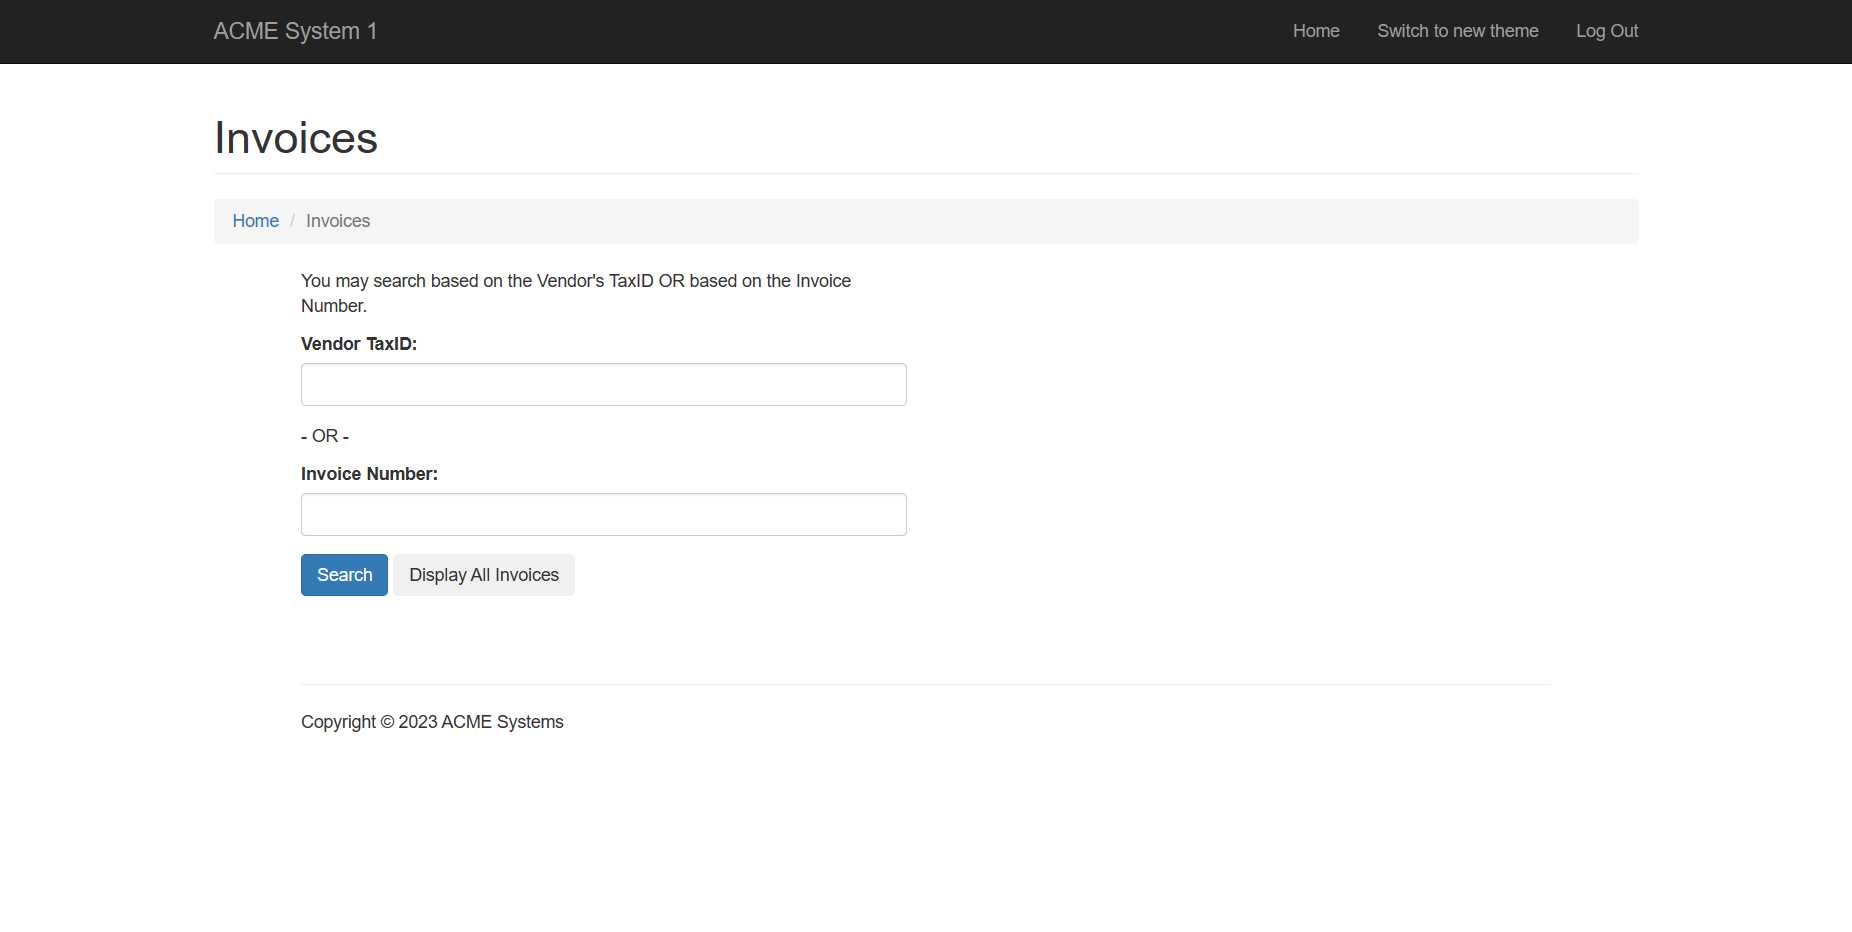 ACME System 1
Home
Switch to new theme
Log Out
Invoices
Home / Invoices
You may search based on the Vendor's TaxID OR based on the Invoice
Number.
Vendor TaxID:
- OR -
Invoice Number:
Search
Display All Invoices
Copyright © 2023 ACME Systems